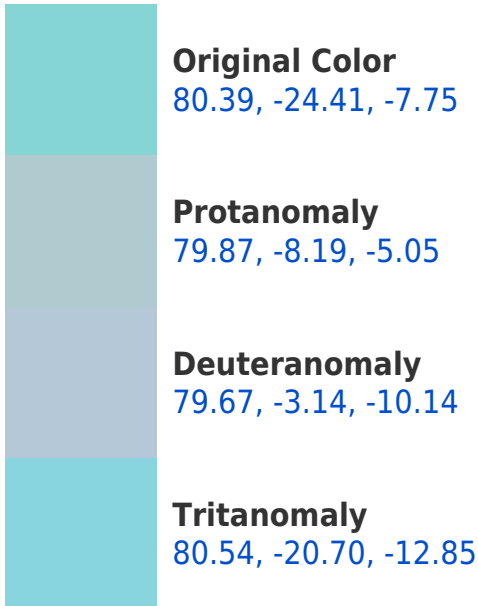 Original Color
80.39, -24.41, -7.75
Protanomaly
79.87, -8.19, -5.05
Deuteranomaly
79.67, -3.14, -10.14
Tritanomaly
80.54, -20.70, -12.85